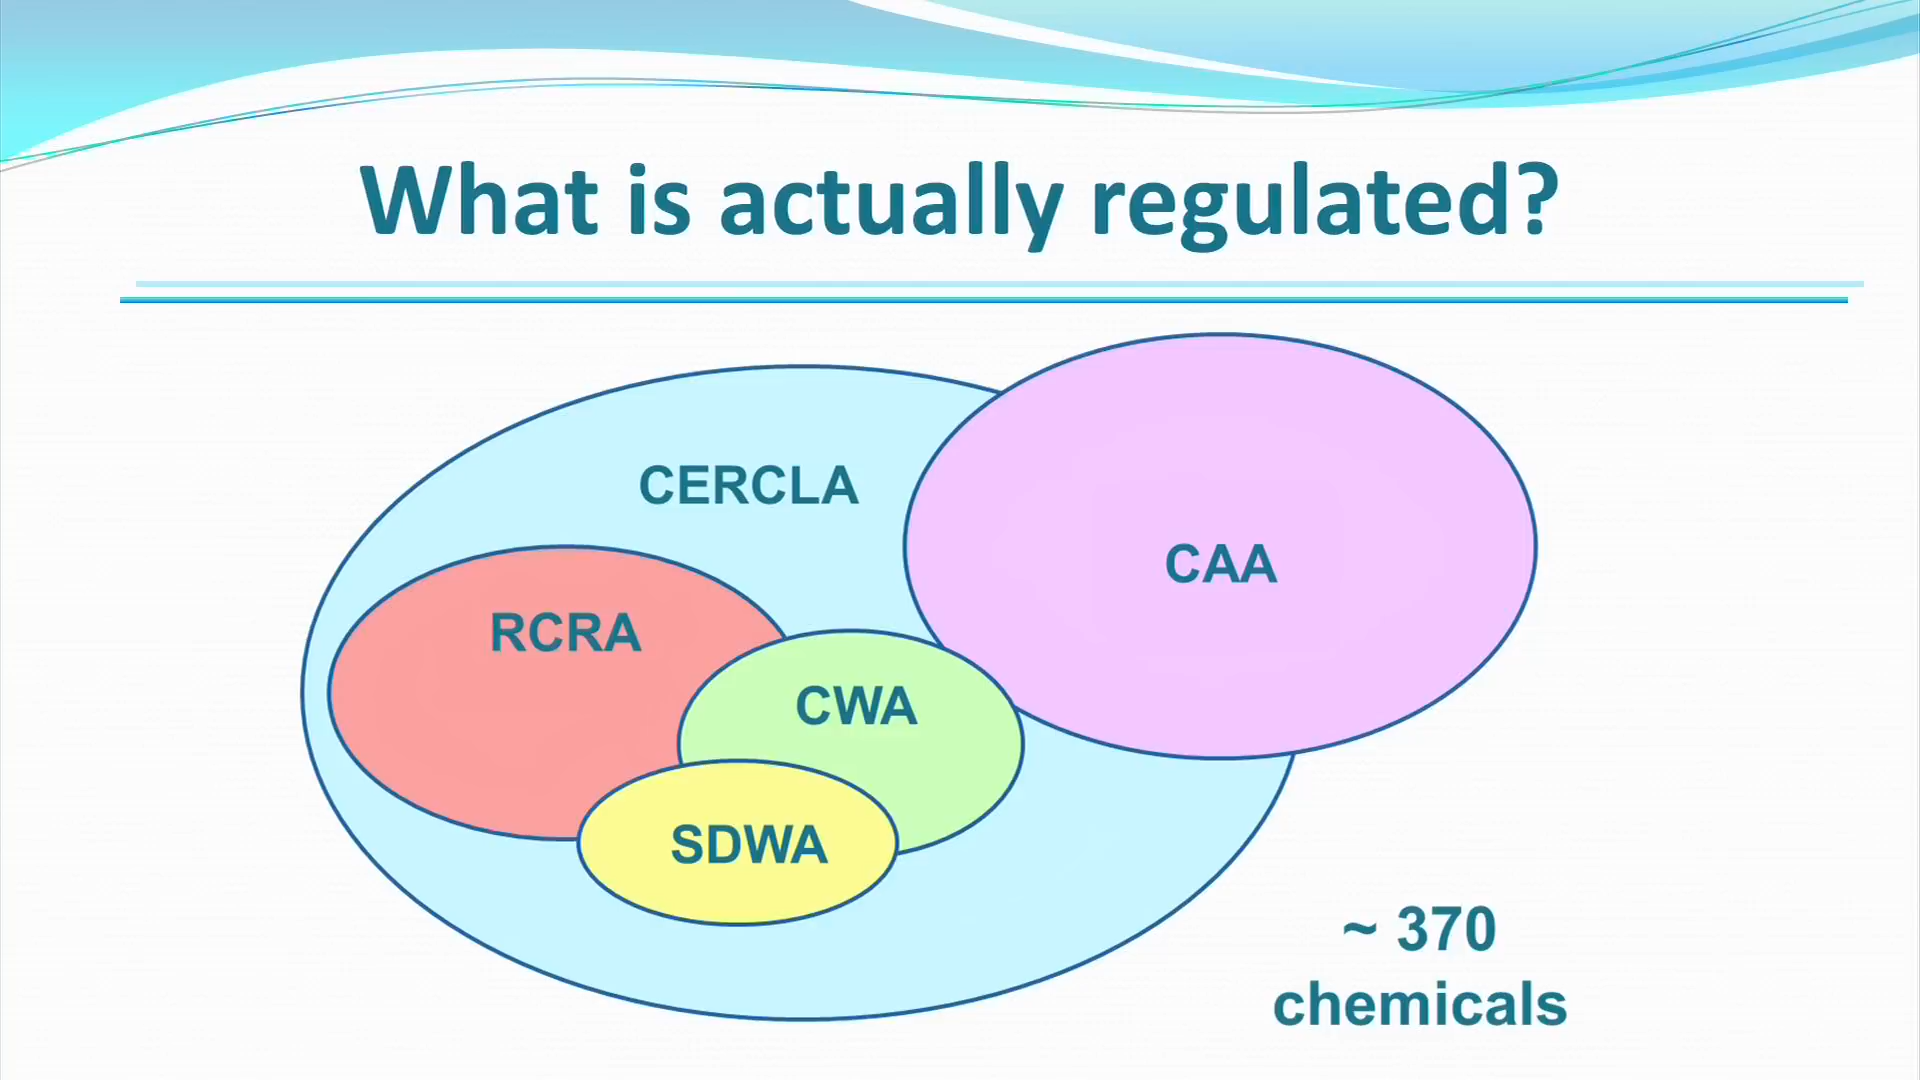 What is actually regulated?
CERCLA
CAA
RCRA
CWA
SDWA
~ 370
chemicals